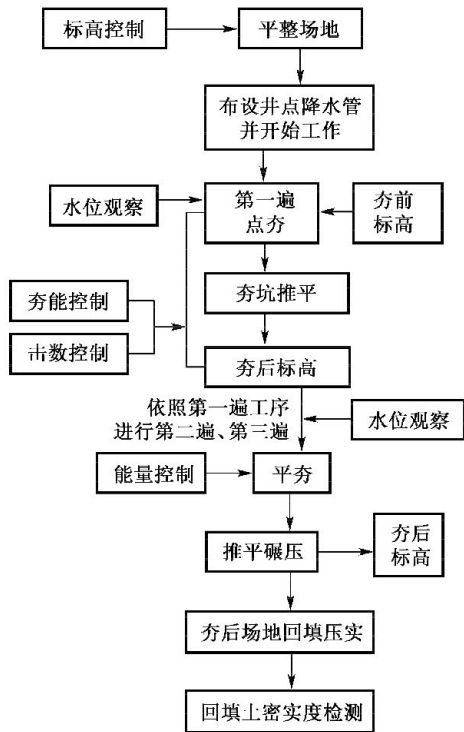 标高控制
平整场地
布设井点降水管
并开始工作
水位观察
第一遍
点夯
夯前
标高
夯能控制
击数控制
夯坑推平
夯后标高
依照第一遍工序
进行第二遍、第三遍
水位观察
能量控制
平夯
推平碾压
夯后
标高
夯后场地回填压实
回填土密实度检测